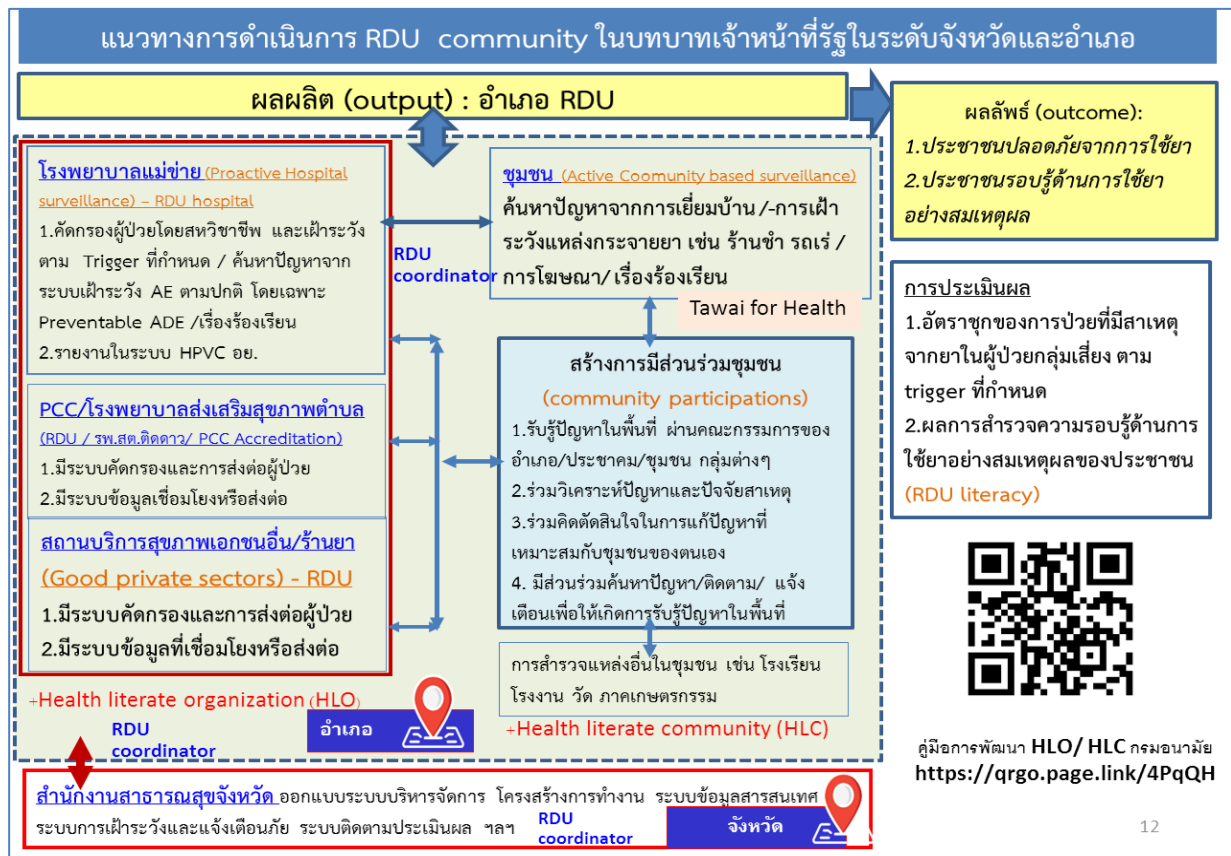 แนวทางการดำเนินการ RDU community ในบทบาทเจ้าหน้าที่รัฐในระดับจังหวัดและอำเภอ
ผลผลิต (output) : อำเภอ RDU
โรงพยาบาลแม่ข่าย (Proactive Hospital
surveillance) – RDU hospital
1.คัดกรองผู้ป่วยโดยสหวิชาชีพ และเฝ้าระวัง
ตาม Trigger ที่กำหนด / ค้นหาปัญหาจาก
ระบบเฝ้าระวัง AE ตามปกติ โดยเฉพาะ
Preventable ADE /เรื่องร้องเรียน
2.รายงานในระบบ HPVC อย.
PCC/โรงพยาบาลส่งเสริมสุขภาพตำบล
(RDU / รพ.สต.ติดดาว/ PCC Accreditation)
1.มีระบบคัดกรองและการส่งต่อผู้ป่วย
2.มีระบบข้อมูลเชื่อมโยงหรือส่งต่อ
สถานบริการสุขภาพเอกชนอื่น/ร้านยา
(Good private sectors) - RDU
1.มีระบบคัดกรองและการส่งต่อผู้ป่วย
2.มีระบบข้อมูลที่เชื่อมโยงหรือส่งต่อ
+Health literate organization (HLO)
RDU
coordinator
อำเภอ
RDU
coordinator
ชุมชน (Active Coomunity based surveillance)
ค้นหาปัญหาจากการเยี่ยมบ้าน /-การเฝ้า
ระวังแหล่งกระจายยา เช่น ร้านชำ รถเร่ /
การโฆษณา/ เรื่องร้องเรียน
Tawai for Health
สร้างการมีส่วนร่วมชุมชน
(community participations)
1.รับรู้ปัญหาในพื้นที่ ผ่านคณะกรรมการของ
อำเภอ/ประชาคม/ชุมชน กลุ่มต่างๆ
2.ร่วมวิเคราะห์ปัญหาและปัจจัยสาเหตุ
3.ร่วมคิดตัดสินใจในการแก้ปัญหาที่
เหมาะสมกับชุมชนของตนเอง
4. มีส่วนร่วมค้นหาปัญหา/ติดตาม/ แจ้ง
เตือนเพื่อให้เกิดการรับรู้ปัญหาในพื้นที่
การสำรวจแหล่งอื่นในชุมชน เช่น โรงเรียน
โรงงาน วัด ภาคเกษตรกรรม
+Health literate community (HLC)
สำนักงานสาธารณสุขจังหวัด ออกแบบระบบบริหารจัดการ โครงสร้างการทำงาน ระบบข้อมูลสารสนเทศ
ระบบการเฝ้าระวังและแจ้งเตือนภัย ระบบติดตามประเมินผล ฯลฯ
RDU
coordinator
จังหวัด
ผลลัพธ์ (outcome):
1.ประชาชนปลอดภัยจากการใช้ยา
2.ประชาชนรอบรู้ด้านการใช้ยา
อย่างสมเหตุผล
การประเมินผล
1.อัตราชุกของการป่วยที่มีสาเหตุ
จากยาในผู้ป่วยกลุ่มเสี่ยง ตาม
trigger ที่กำหนด
2.ผลการสำรวจความรอบรู้ด้านการ
ใช้ยาอย่างสมเหตุผลของประชาชน
(RDU literacy)
คู่มือการพัฒนา HLO/ HLC กรมอนามัย
https://qrgo.page.link/4PqQH
12